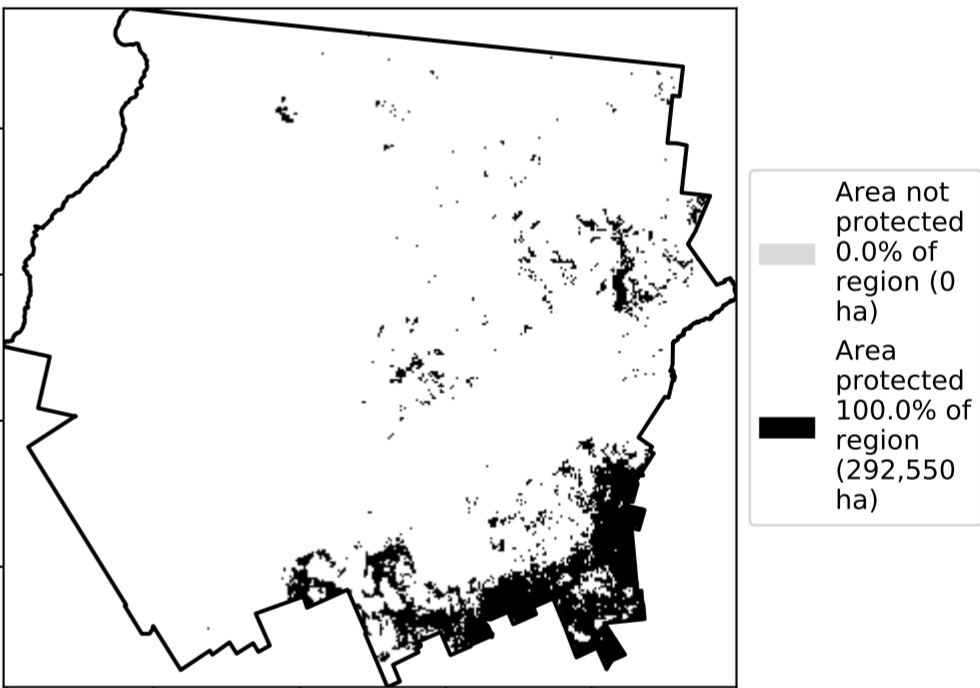 Area not
protected
0.0% of
region (0
ha)
Area
protected
100.0% of
region
(292,550
ha)